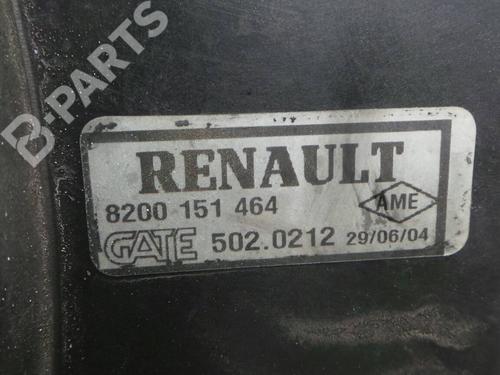 B-PARTS
RENAULT
8200 151 464 AME
GATE 502.0212 29/06/04